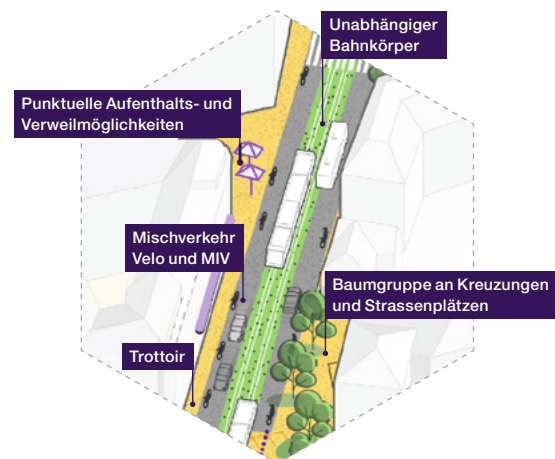 Unabhängiger
Bahnkörper
Punktuelle Aufenthalts- und
Verweilmöglichkeiten
Mischverkehr
Velo und MIV
Baumgruppe an Kreuzungen
und Strassenplätzen
Trottoir